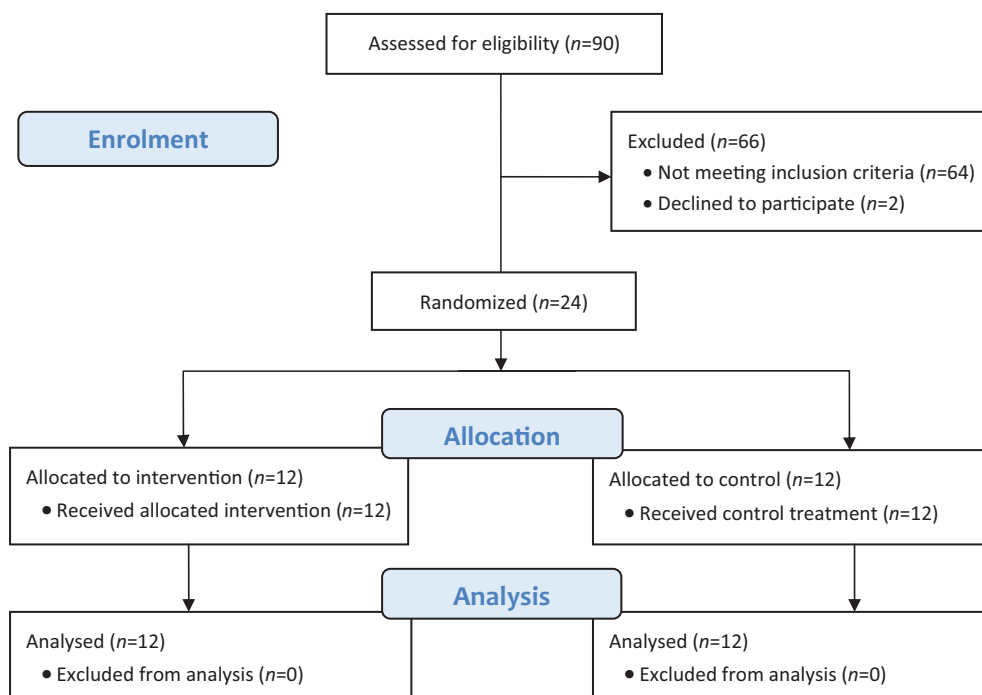 Assessed for eligibility (n=90)
Enrolment
Excluded (n=66)
• Not meeting inclusion criteria (n=64)
• Declined to participate (n=2)
Randomized (n=24)
Allocation
Allocated to intervention (n=12)
• Received allocated intervention (n=12)
Allocated to control (n=12)
• Received control treatment (n=12)
Analysis
Analysed (n=12)
• Excluded from analysis (n=0)
Analysed (n=12)
• Excluded from analysis (n=0)